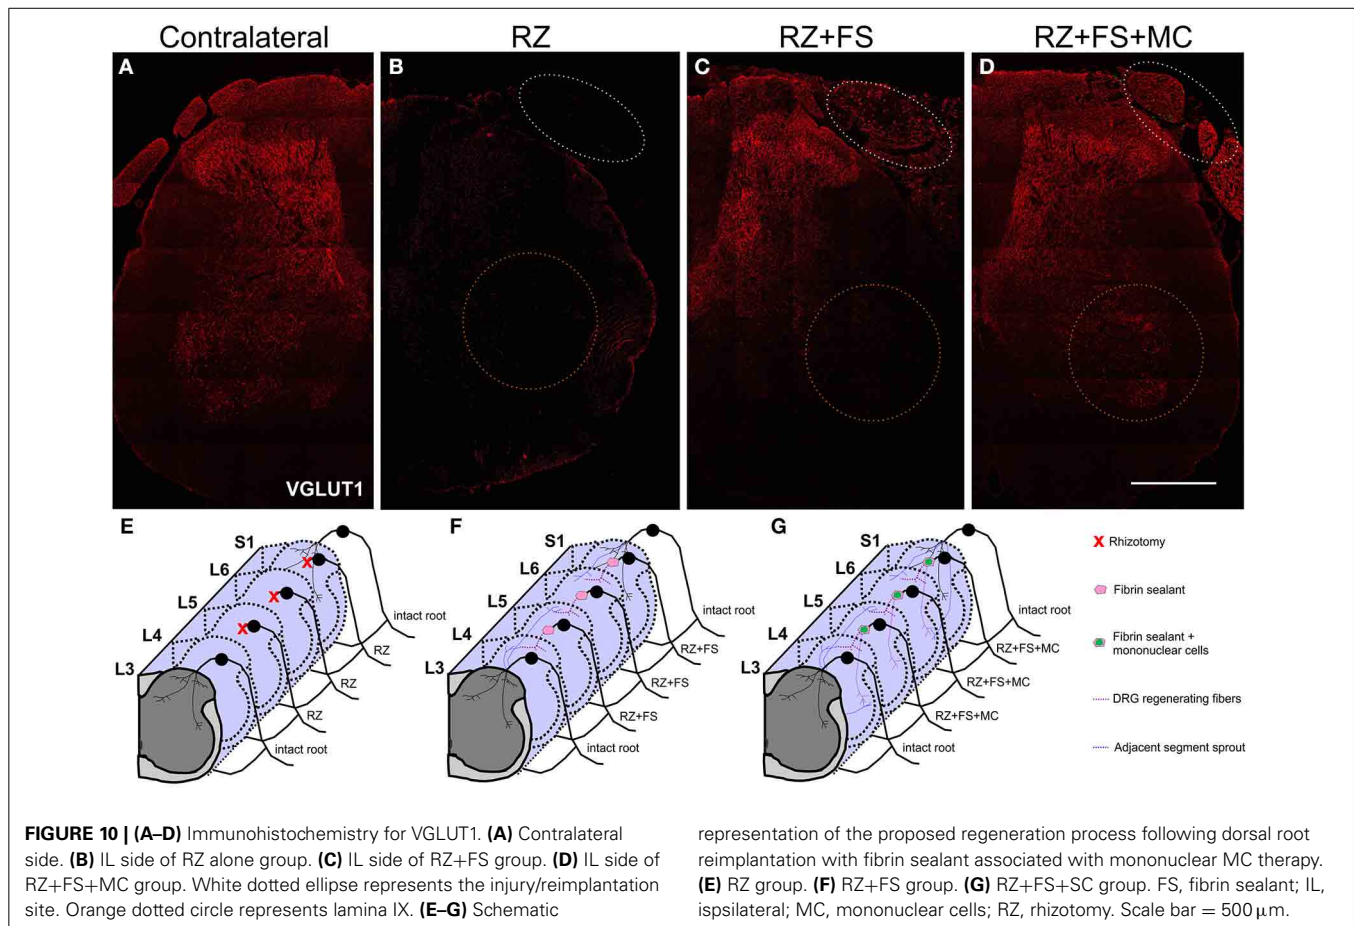 Contralateral
RZ
RZ+FS
RZ+FS+MC
A
B
C
D
VGLUT1
E
S1
L6
L5
L4
L3
intact root
RZ
RZ
RZ
intact root
F
S1
L6
L5
L4
L3
intact root
RZ+FS
RZ+FS
RZ+FS
intact root
G
S1
L6
L5
L4
L3
intact root
RZ+FS+MC
RZ+FS+MC
RZ+FS+MC
intact root
X Rhizotomy
Fibrin sealant
Fibrin sealant +
mononuclear cells
DRG regenerating fibers
Adjacent segment sprout
FIGURE 10 | (A–D) Immunohistochemistry for VGLUT1. (A) Contralateral
side. (B) IL side of RZ alone group. (C) IL side of RZ+FS group. (D) IL side of
RZ+FS+MC group. White dotted ellipse represents the injury/reimplantation
site. Orange dotted circle represents lamina IX. (E–G) Schematic
representation of the proposed regeneration process following dorsal root
reimplantation with fibrin sealant associated with mononuclear MC therapy.
(E) RZ group. (F) RZ+FS group. (G) RZ+FS+SC group. FS, fibrin sealant; IL,
ispsilateral; MC, mononuclear cells; RZ, rhizotomy. Scale bar = 500 μm.